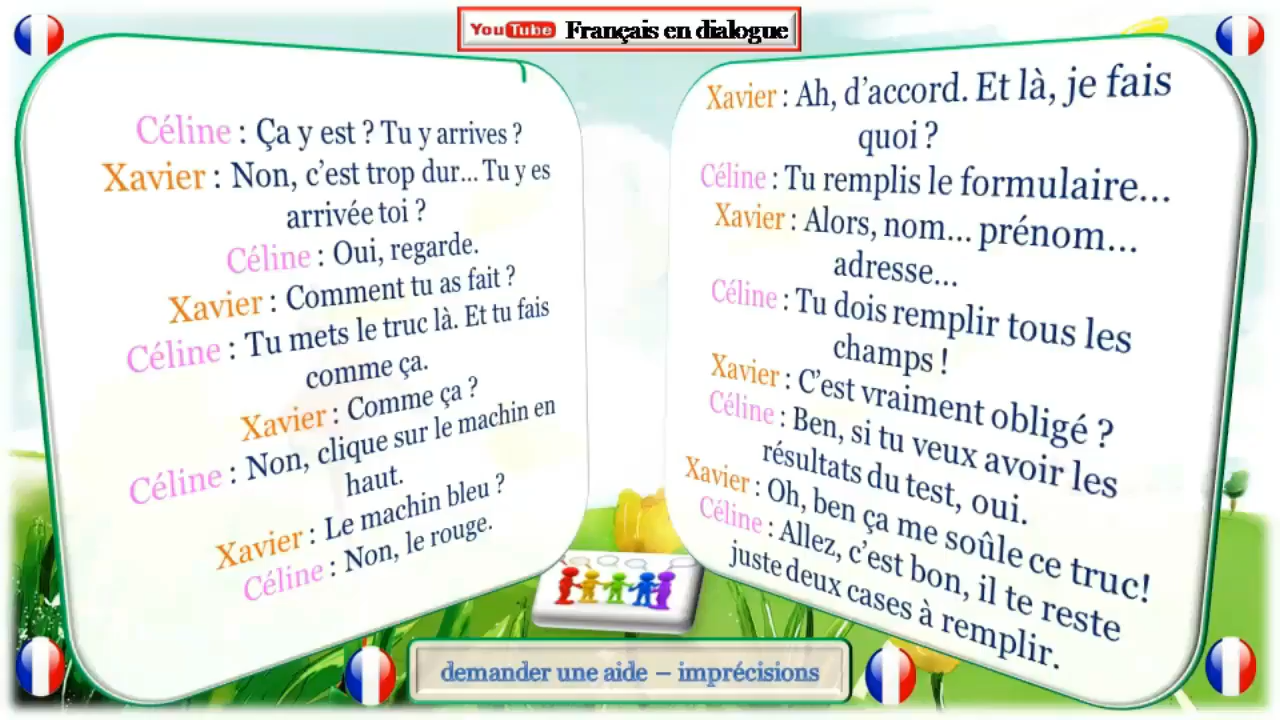 YouTube Français en dialogue
Céline : Ça y est ? Tu y arrives ?
Xavier : Non, c’est trop dur... Tu y es
arrivée toi ?
Céline : Oui, regarde.
Xavier : Comment tu as fait ?
Céline : Tu mets le truc là. Et tu fais
comme ça.
Xavier : Comme ça ?
Céline : Non, clique sur le machin en
haut.
Xavier : Le machin bleu ?
Céline : Non, le rouge.
Xavier : Ah, d’accord. Et là, je fais
quoi ?
Céline : Tu remplis le formulaire...
Xavier : Alors, nom... prénom...
adresse...
Céline : Tu dois remplir tous les
champs !
Xavier : C’est vraiment obligé ?
Céline : Ben, si tu veux avoir les
résultats du test, oui.
Xavier : Oh, ben ça me soûle ce truc!
Céline : Allez, c’est bon, il te reste
juste deux cases à remplir.
demander une aide – imprécisions